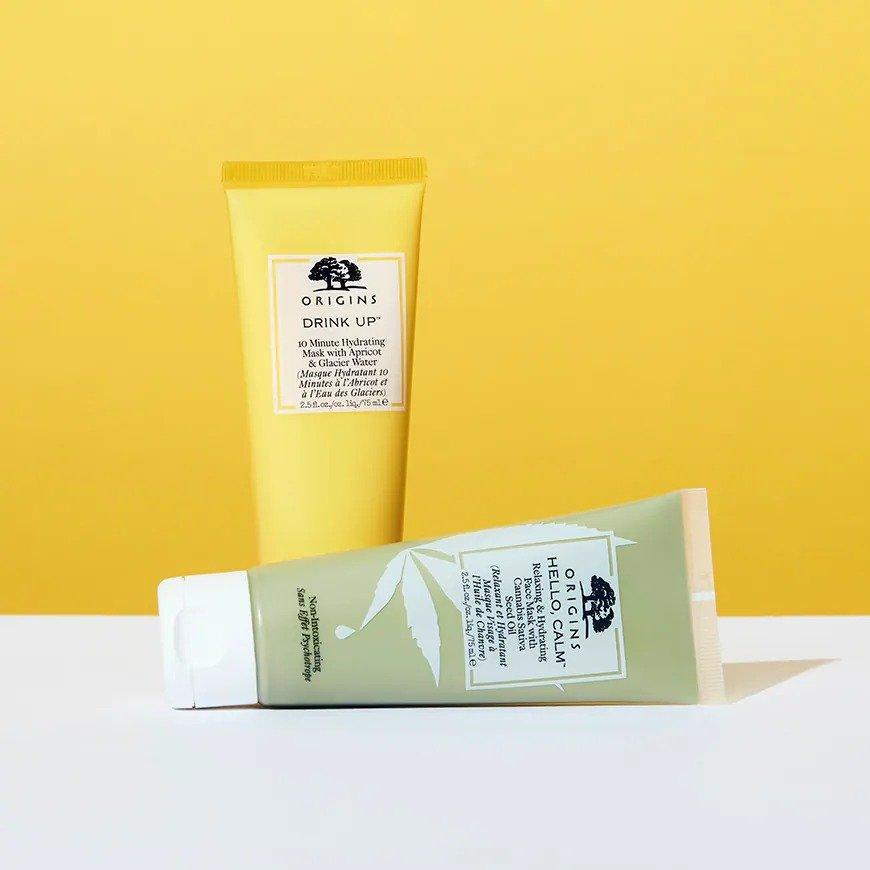 ORIGINS
DRINK UP™
10 Minute Hydrating
Mask with Apricot
& Glacier Water
(Masque Hydratant 10
Minutes à l'Abricot et
à l'Eau des Glaciers)
2.5 fl.oz./oz. liq./75 ml ℮
ORIGINS
HELLO, CALM™
Relaxing & Hydrating
Face Mask with
Cannabis Sativa
Seed Oil
(Relaxant et Hydratant
Masque Visage à
l'Huile de Chanvre)
2.5 fl.oz./oz. liq./75 ml ℮
Non-Intoxicating
Sans Effet Psychotrope